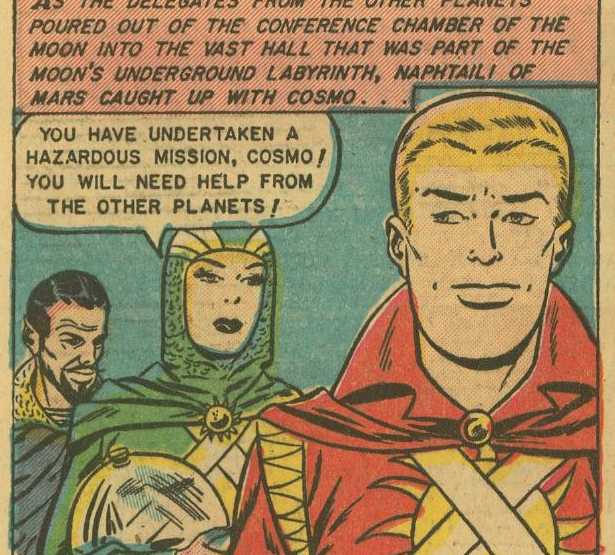 AS THE DELEGATES FROM THE OTHER PLANETS
POURED OUT OF THE CONFERENCE CHAMBER OF THE
MOON INTO THE VAST HALL THAT WAS PART OF THE
MOON'S UNDERGROUND LABYRINTH, NAPHTAILI OF
MARS CAUGHT UP WITH COSMO . . .
YOU HAVE UNDERTAKEN A
HAZARDOUS MISSION, COSMO!
YOU WILL NEED HELP FROM
THE OTHER PLANETS!